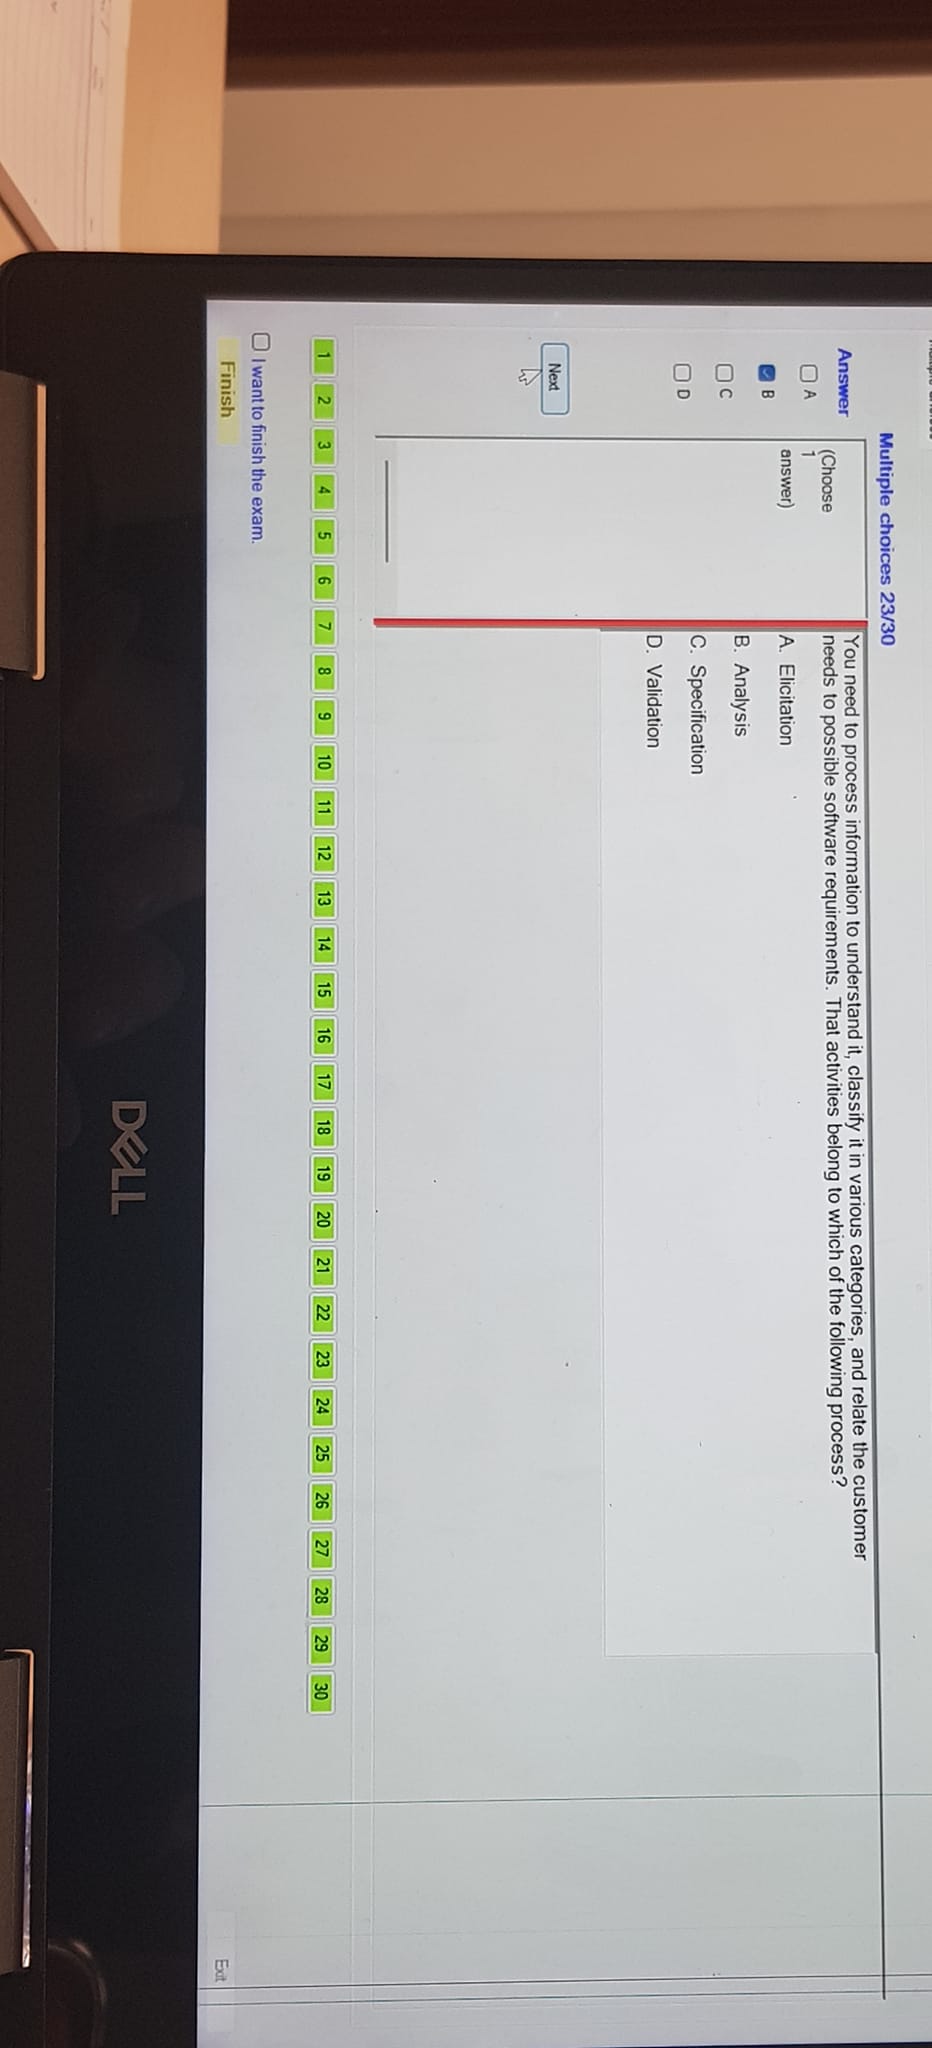 Multiple choices 23/30
Answer
(Choose
1
answer)
A
B
C
D
Next
You need to process information to understand it, classify it in various categories, and relate the customer
needs to possible software requirements. That activities belong to which of the following process?
A. Elicitation
B. Analysis
C. Specification
D. Validation
1 2 3 4 5 6 7 8 9 10 11 12 13 14 15 16 17 18 19 20 21 22 23 24 25 26 27 28 29 30
I want to finish the exam.
Finish
Exit
DELL